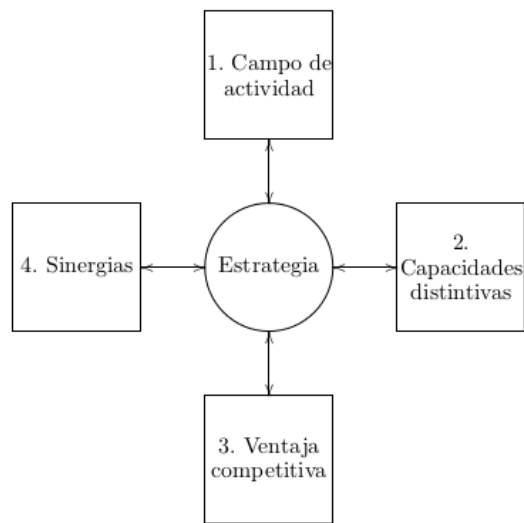 1. Campo de
actividad
4. Sinergias
Estrategia
2.
Capacidades
distintivas
3. Ventaja
competitiva